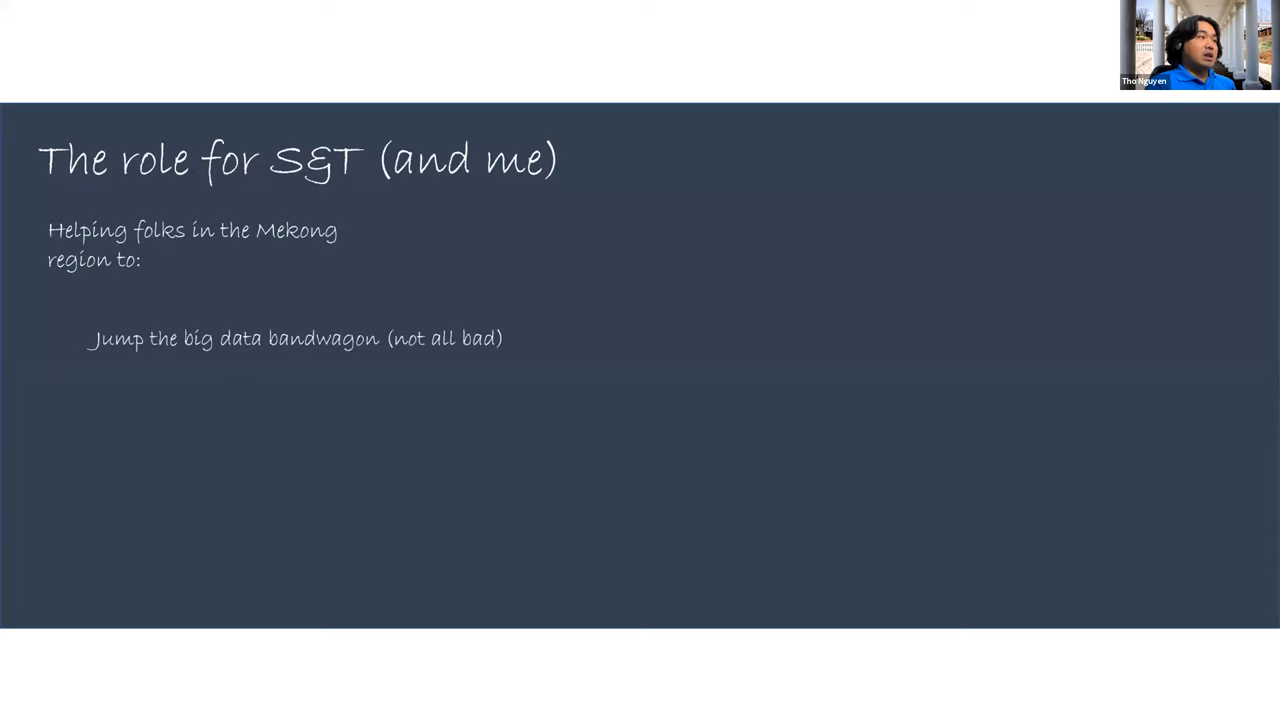 Tho Nguyen
The role for S&T (and me)
Helping folks in the Mekong
region to:
Jump the big data bandwagon (not all bad)